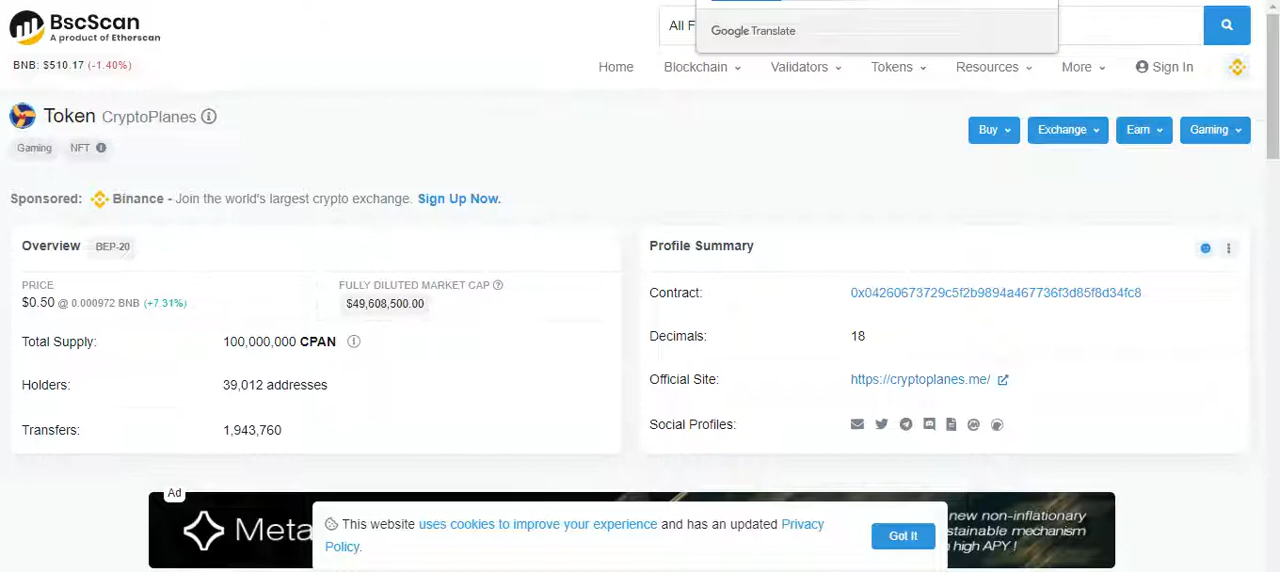 BscScan
A product of Etherscan
All F
Google Translate
BNB: $510.17 (-1.40%)
Home Blockchain Validators Tokens Resources More Sign In
Token CryptoPlanes
Gaming NFT
Buy Exchange Earn Gaming
Sponsored: Binance - Join the world's largest crypto exchange. Sign Up Now.
Overview BEP-20
PRICE
$0.50 @ 0.000972 BNB (+7.31%)
FULLY DILUTED MARKET CAP
$49,608,500.00
Total Supply: 100,000,000 CPAN
Holders: 39,012 addresses
Transfers: 1,943,760
Profile Summary
Contract: 0x04260673729c5f2b9894a467736f3d85f8d34fc8
Decimals: 18
Official Site: https://cryptoplanes.me/
Social Profiles:
Ad
Meta
new non-inflationary
stainable mechanism
high APY !
This website uses cookies to improve your experience and has an updated Privacy
Policy.
Got It